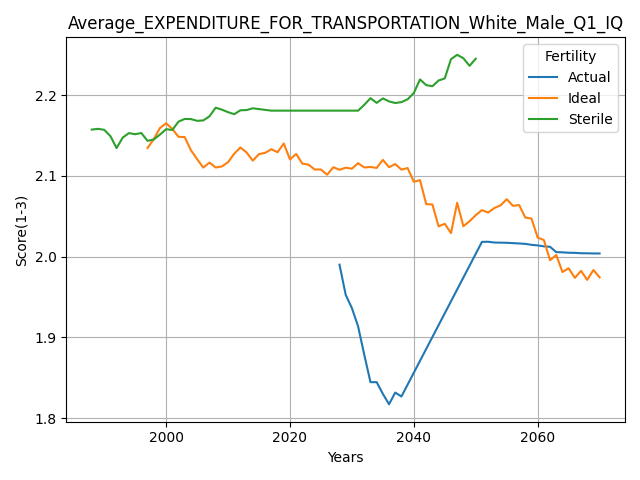 Average_EXPENDITURE_FOR_TRANSPORTATION_White_Male_Q1_IQ
Fertility
Actual
Ideal
Sterile
Score(1-3)
2.2
2.1
2.0
1.9
1.8
2000 2020 2040 2060
Years